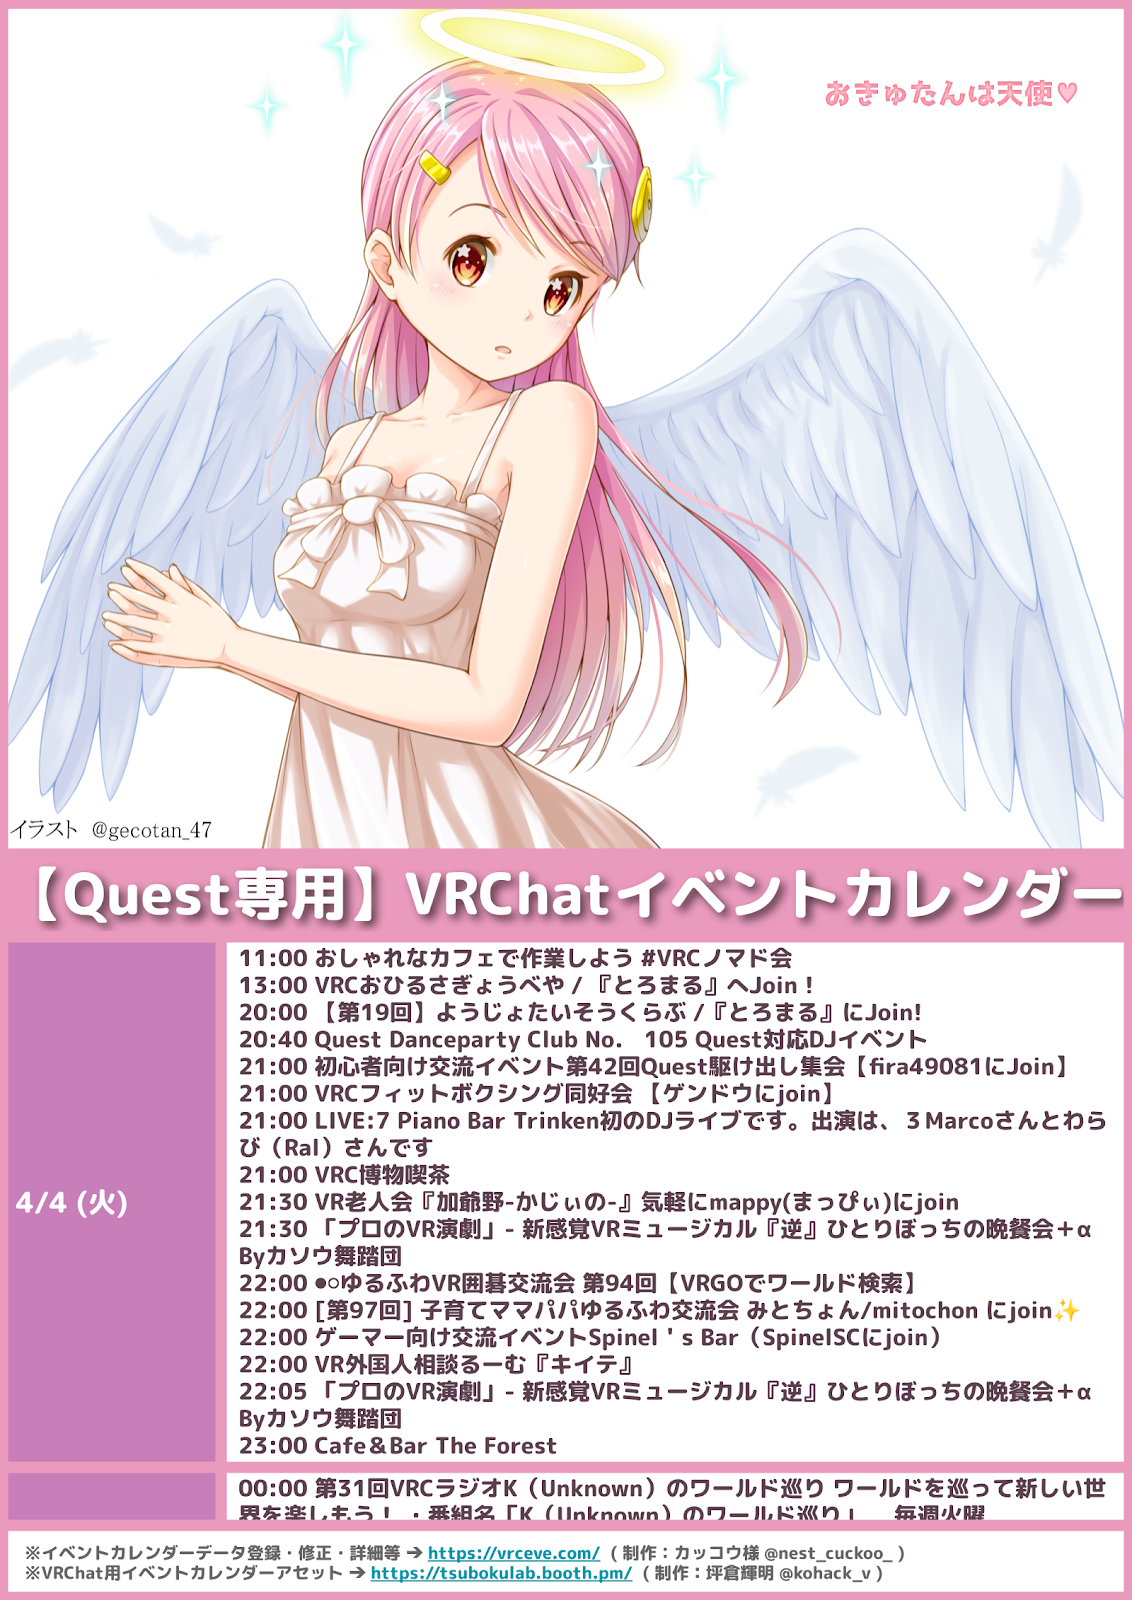 おきゅたんは天使♥
イラスト @gecotan_47
【Quest専用】VRChatイベントカレンダー
4/4 (火)
11:00 おしゃれなカフェで作業しよう #VRCノマド会
13:00 VRCおひるさぎょうべや / 『とろまる』へJoin！
20:00 【第19回】ようじょたいそうくらぶ /『とろまる』にJoin!
20:40 Quest Danceparty Club No.　105 Quest対応DJイベント
21:00 初心者向け交流イベント第42回Quest駆け出し集会【fira49081にJoin】
21:00 VRCフィットボクシング同好会 【ゲンドウにjoin】
21:00 LIVE:7 Piano Bar Trinken初のDJライブです。出演は、３Marcoさんとわら
び（Ral）さんです
21:00 VRC博物喫茶
21:30 VR老人会『加爺野-かじぃの-』気軽にmappy(まっぴぃ)にjoin
21:30 「プロのVR演劇」- 新感覚VRミュージカル『逆』ひとりぼっちの晩餐会＋α
Byカソウ舞踏団
22:00 ●○ゆるふわVR囲碁交流会 第94回【VRGOでワールド検索】
22:00 [第97回] 子育てママパパゆるふわ交流会 みとちょん/mitochon にjoin✨
22:00 ゲーマー向け交流イベントSpinel ' s Bar（SpinelSCにjoin）
22:00 VR外国人相談るーむ『キイテ』
22:05 「プロのVR演劇」- 新感覚VRミュージカル『逆』ひとりぼっちの晩餐会＋α
Byカソウ舞踏団
23:00 Cafe＆Bar The Forest
00:00 第31回VRCラジオK（Unknown）のワールド巡り ワールドを巡って新しい世
界を楽しもう！ ・番組名「K（Unknown）のワールド巡り」　毎週火曜
※イベントカレンダーデータ登録・修正・詳細等 ➔ https://vrceve.com/ （制作：カッコウ様 @nest_cuckoo_ ）
※VRChat用イベントカレンダーアセット ➔ https://tsubokulab.booth.pm/ （制作：坪倉輝明 @kohack_v ）